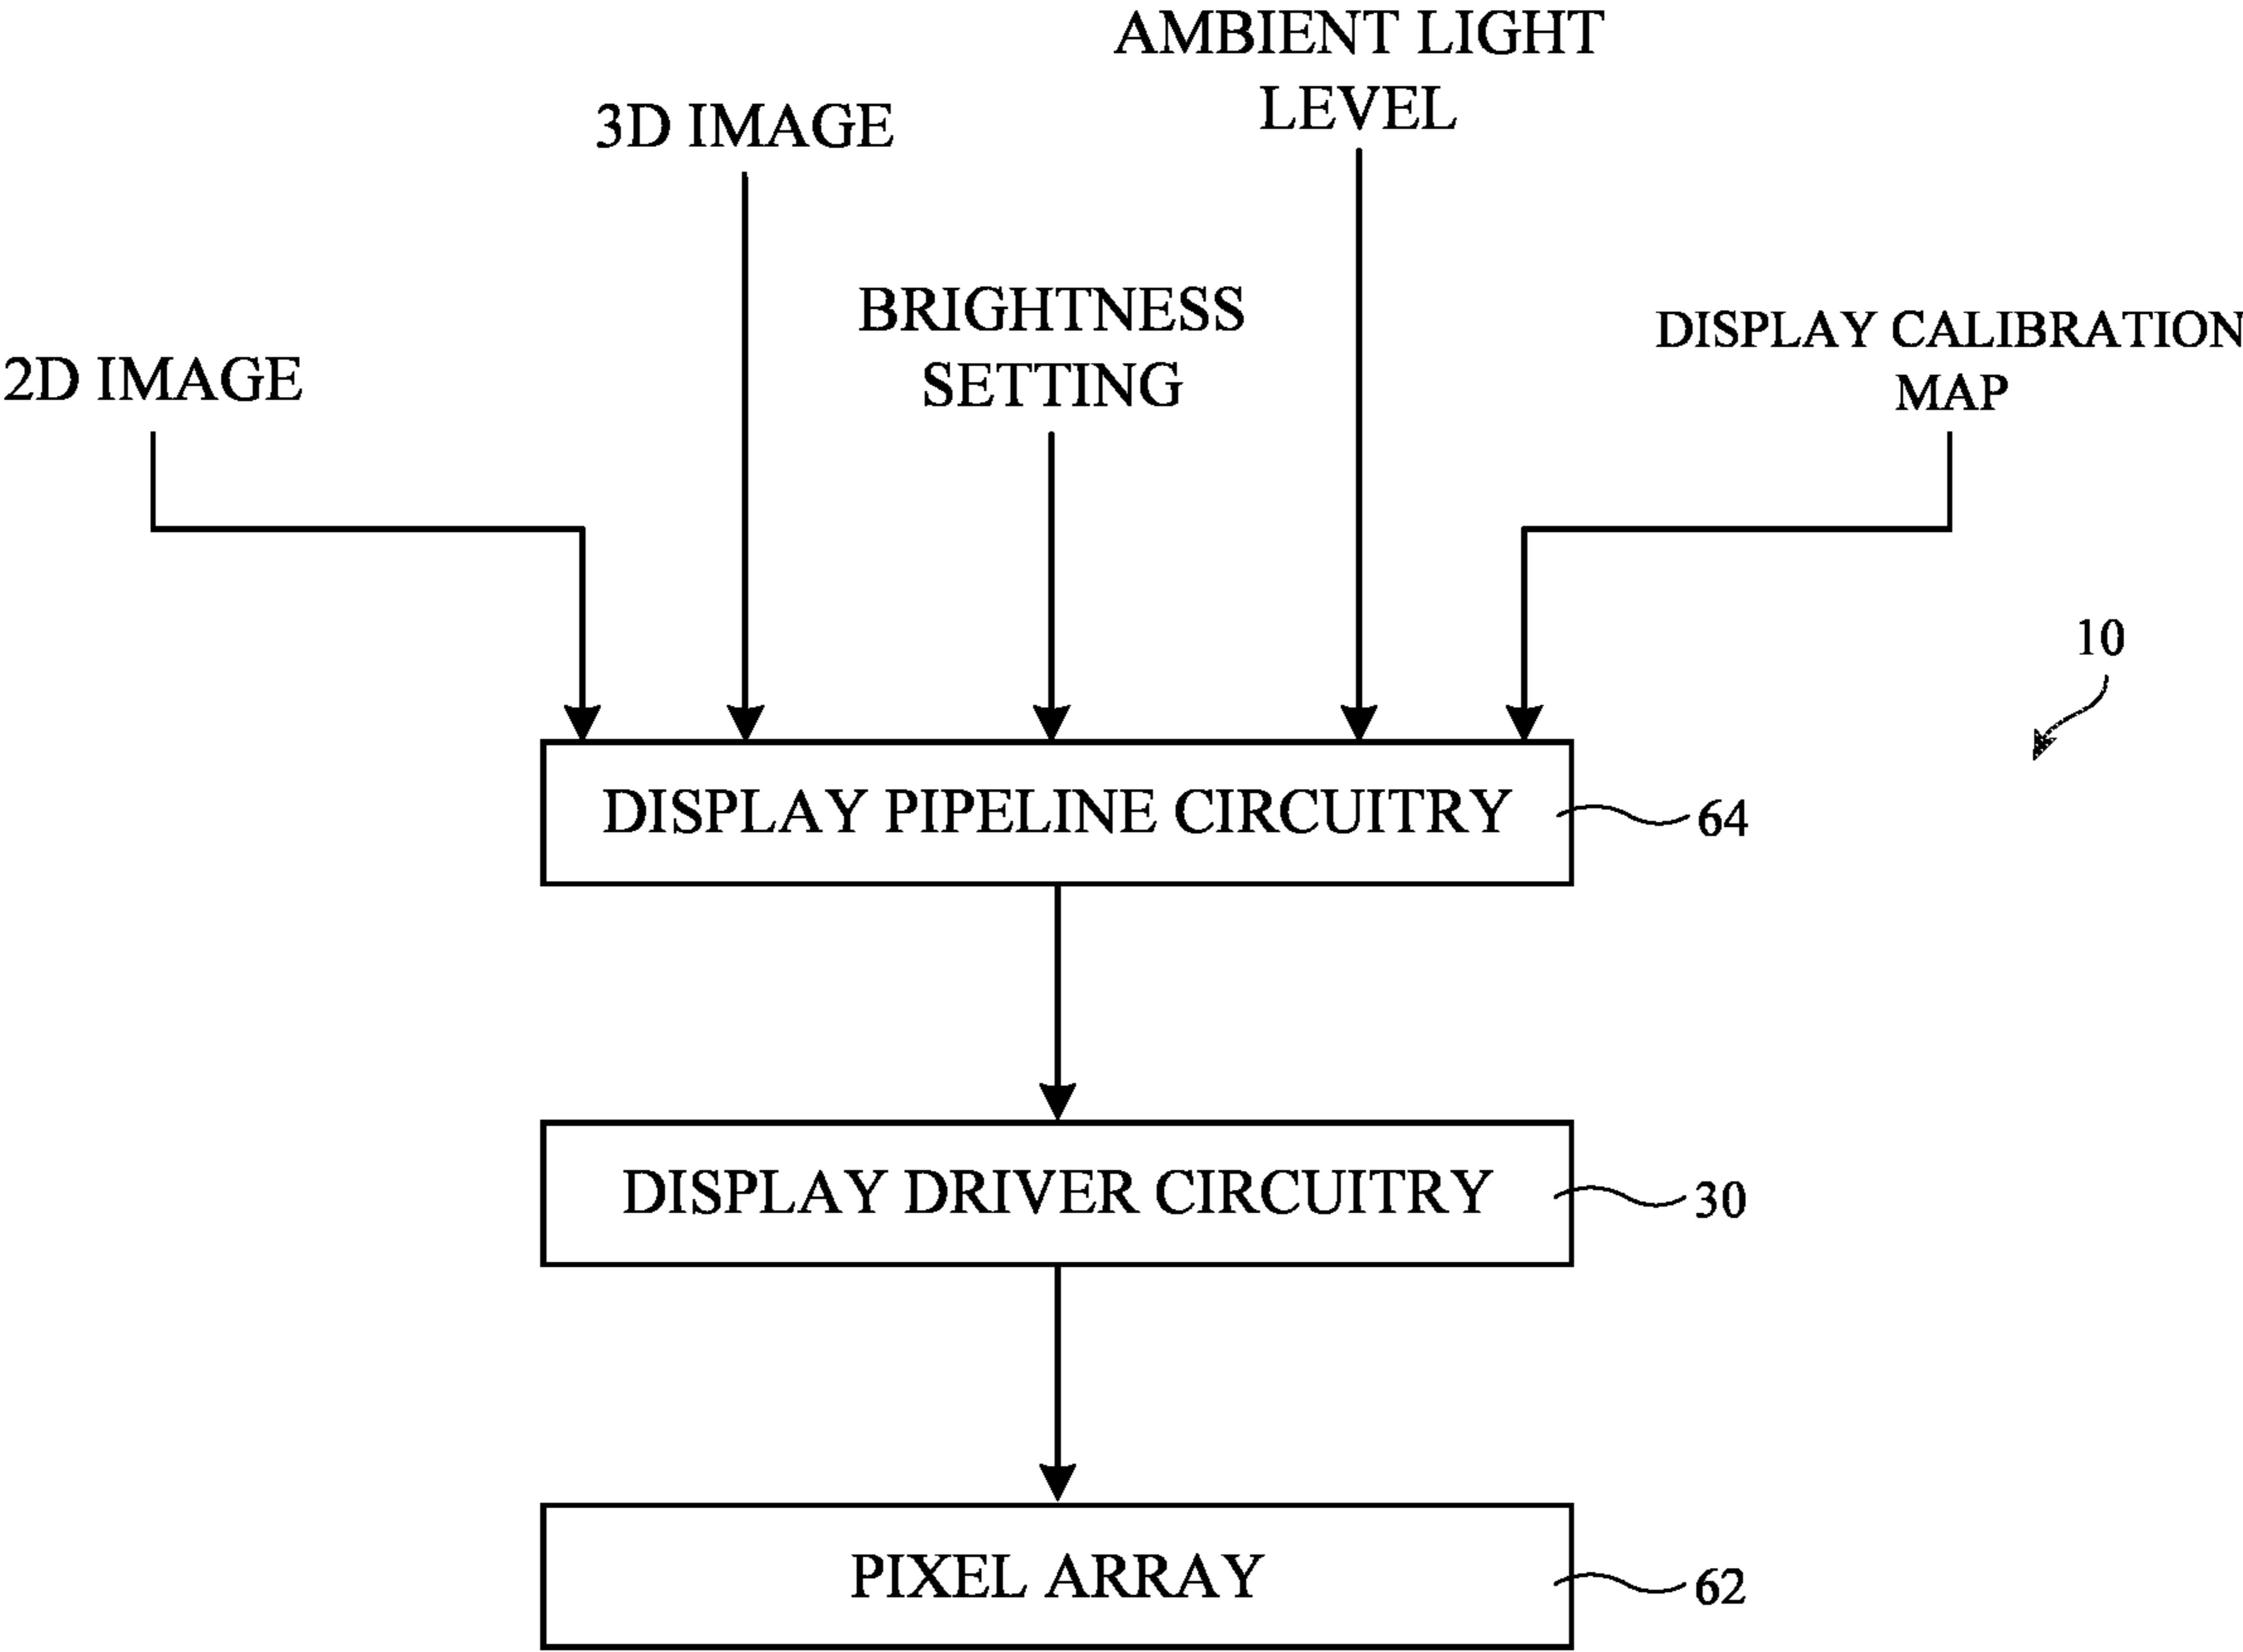 AMBIENT LIGHT
LEVEL
3D IMAGE
BRIGHTNESS
SETTING
DISPLAY CALIBRATION
MAP
2D IMAGE
10
DISPLAY PIPELINE CIRCUITRY
64
DISPLAY DRIVER CIRCUITRY
30
PIXEL ARRAY
62